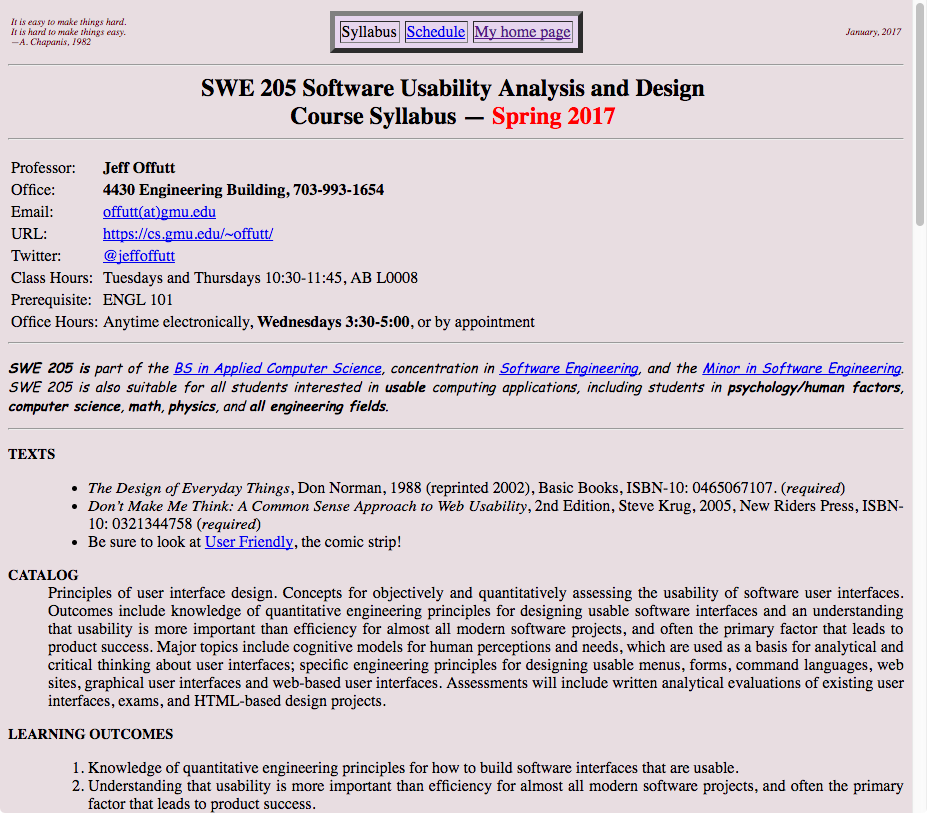 It is easy to make things hard.
It is hard to make things easy.
—A. Chapanis, 1982
Syllabus Schedule My home page
January, 2017
SWE 205 Software Usability Analysis and Design
Course Syllabus — Spring 2017
Professor: Jeff Offutt
Office: 4430 Engineering Building, 703-993-1654
Email: offutt(at)gmu.edu
URL: https://cs.gmu.edu/~offutt/
Twitter: @jeffoffutt
Class Hours: Tuesdays and Thursdays 10:30-11:45, AB L0008
Prerequisite: ENGL 101
Office Hours: Anytime electronically, Wednesdays 3:30-5:00, or by appointment
SWE 205 is part of the BS in Applied Computer Science, concentration in Software Engineering, and the Minor in Software Engineering.
SWE 205 is also suitable for all students interested in usable computing applications, including students in psychology/human factors,
computer science, math, physics, and all engineering fields.
TEXTS
• The Design of Everyday Things, Don Norman, 1988 (reprinted 2002), Basic Books, ISBN-10: 0465067107. (required)
• Don't Make Me Think: A Common Sense Approach to Web Usability, 2nd Edition, Steve Krug, 2005, New Riders Press, ISBN-
10: 0321344758 (required)
• Be sure to look at User Friendly, the comic strip!
CATALOG
Principles of user interface design. Concepts for objectively and quantitatively assessing the usability of software user interfaces.
Outcomes include knowledge of quantitative engineering principles for designing usable software interfaces and an understanding
that usability is more important than efficiency for almost all modern software projects, and often the primary factor that leads to
product success. Major topics include cognitive models for human perceptions and needs, which are used as a basis for analytical and
critical thinking about user interfaces; specific engineering principles for designing usable menus, forms, command languages, web
sites, graphical user interfaces and web-based user interfaces. Assessments will include written analytical evaluations of existing user
interfaces, exams, and HTML-based design projects.
LEARNING OUTCOMES
1. Knowledge of quantitative engineering principles for how to build software interfaces that are usable.
2. Understanding that usability is more important than efficiency for almost all modern software projects, and often the primary
factor that leads to product success.